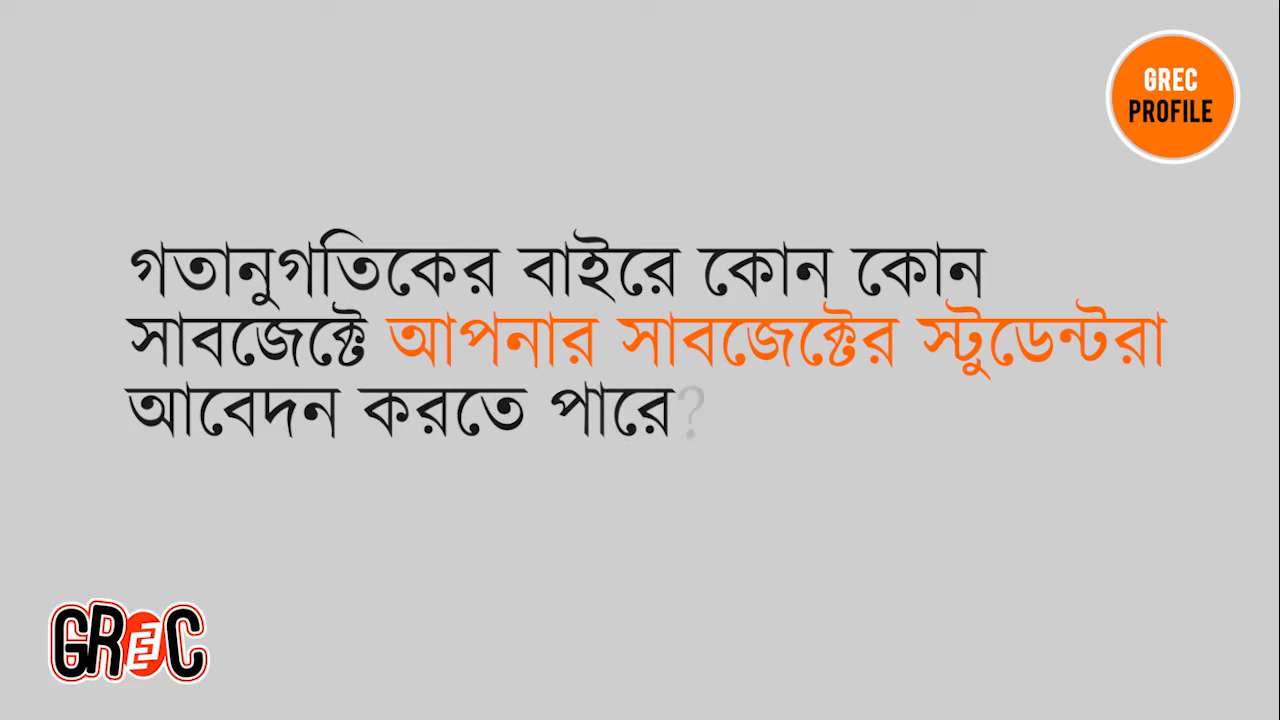 GREC
PROFILE
গতানুগতিকের বাইরে কোন কোন
সাবজেক্টে আপনার সাবজেক্টের স্টুডেন্টরা
আবেদন করতে পারে?
GREC